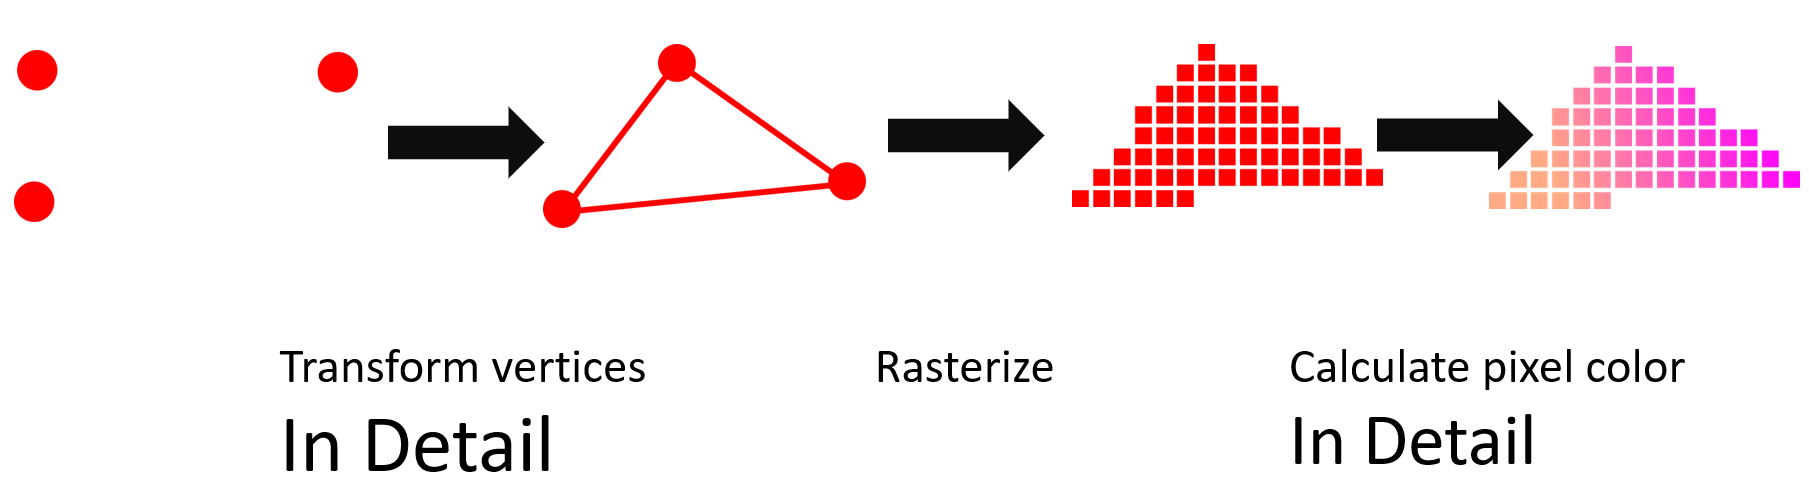 Transform vertices
In Detail
Rasterize
Calculate pixel color
In Detail